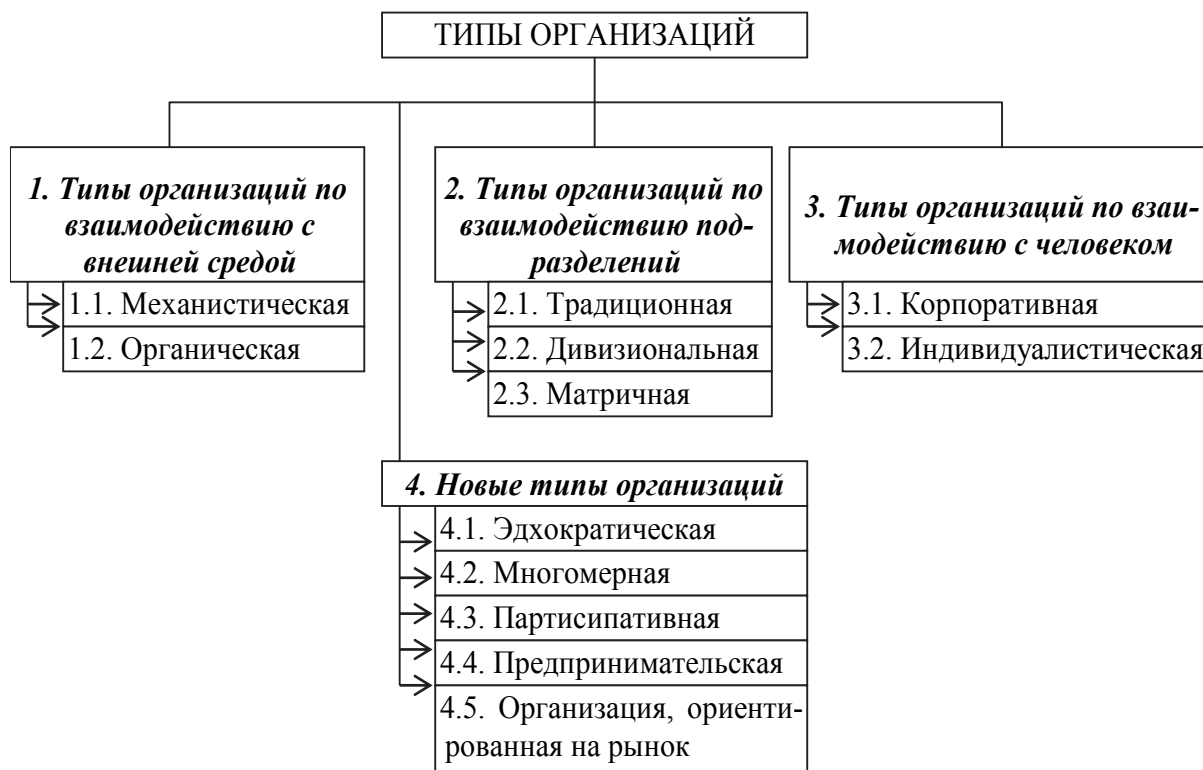 ТИПЫ ОРГАНИЗАЦИЙ
1. Типы организаций по
взаимодействию с
внешней средой
1.1. Механистическая
1.2. Органическая
2. Типы организаций по
взаимодействию под-
разделений
2.1. Традиционная
2.2. Дивизиональная
2.3. Матричная
3. Типы организаций по взаи-
модействию с человеком
3.1. Корпоративная
3.2. Индивидуалистическая
4. Новые типы организаций
4.1. Эдхократическая
4.2. Многомерная
4.3. Партисипативная
4.4. Предпринимательская
4.5. Организация, ориенти-
рованная на рынок